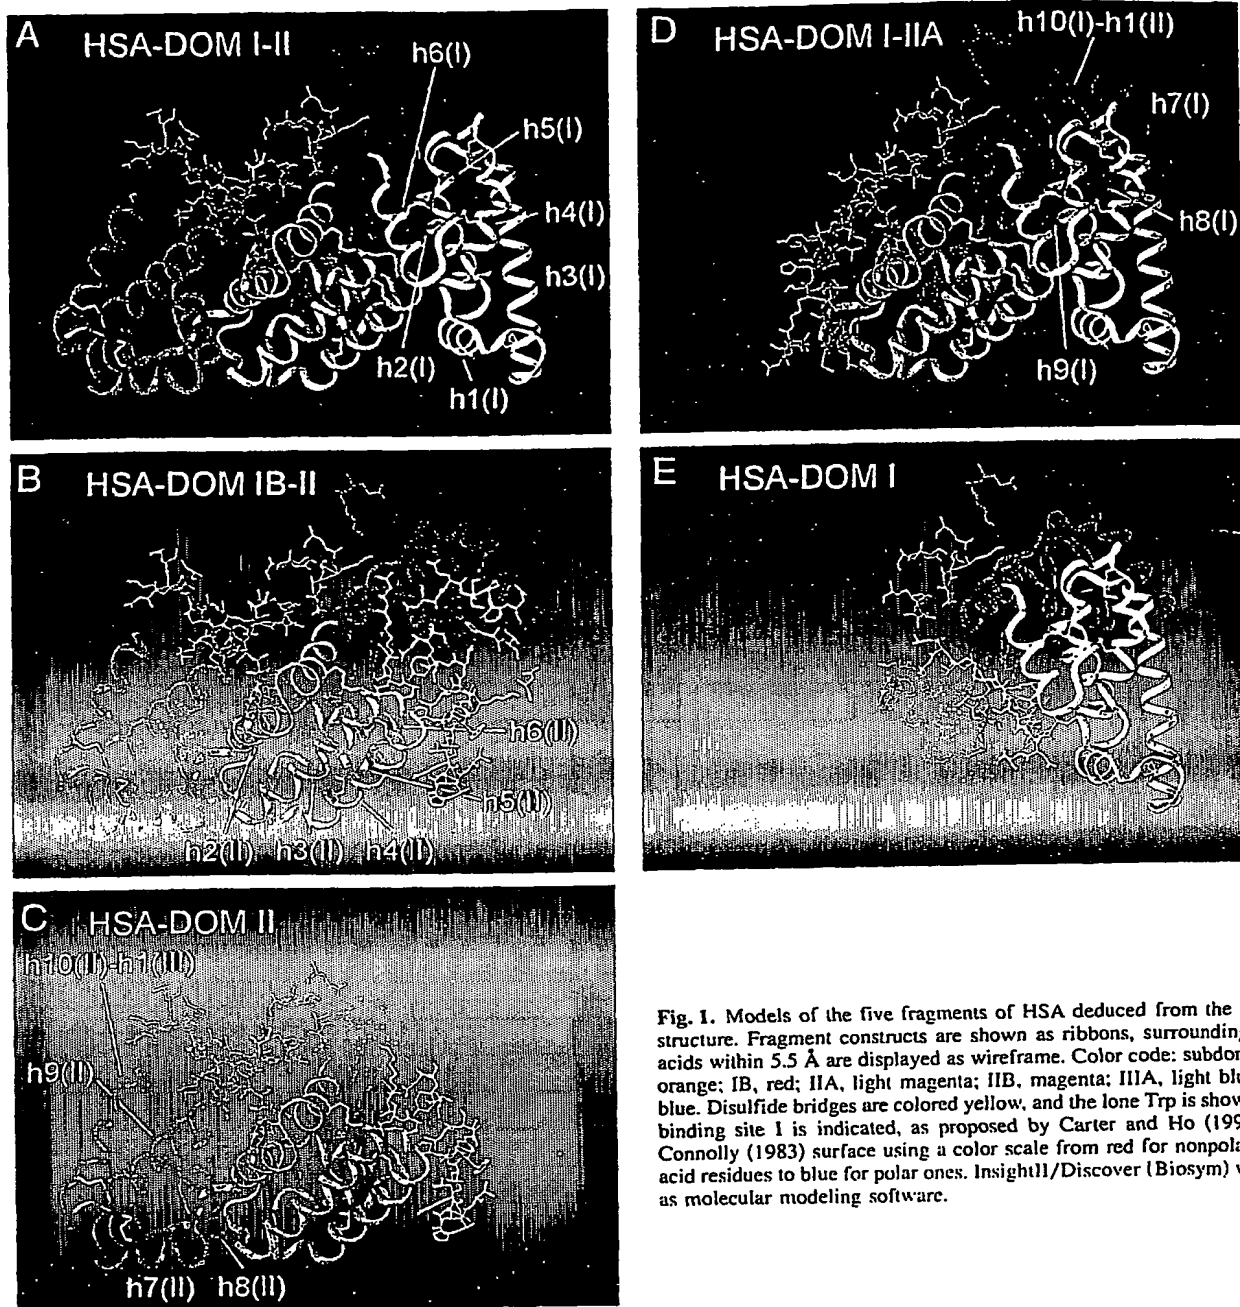 A HSA-DOM I-II
h6(I)
h5(I)
h4(I)
h3(I)
h2(I)
h1(I)
D HSA-DOM I-IIA
h10(I)-h1(II)
h7(I)
h8(I)
h9(I)
B HSA-DOM IB-II
h6(II)
h5(II)
h2(II) h3(II) h4(II)
E HSA-DOM I
C HSA-DOM II
h10(II)-h1(III)
h9(II)
h7(II) h8(II)
Fig. 1. Models of the five fragments of HSA deduced from the
structure. Fragment constructs are shown as ribbons, surrounding
acids within 5.5 Å are displayed as wireframe. Color code:
orange; IB, red; IIA, light magenta; IIB, magenta; IIIA, light
blue. Disulfide bridges are colored yellow, and the lone Trp is
binding site I is indicated, as proposed by Carter and Ho
Connolly (1983) surface using a color scale from red for
acid residues to blue for polar ones. InsightII/Discover (Biosym)
as molecular modeling software.